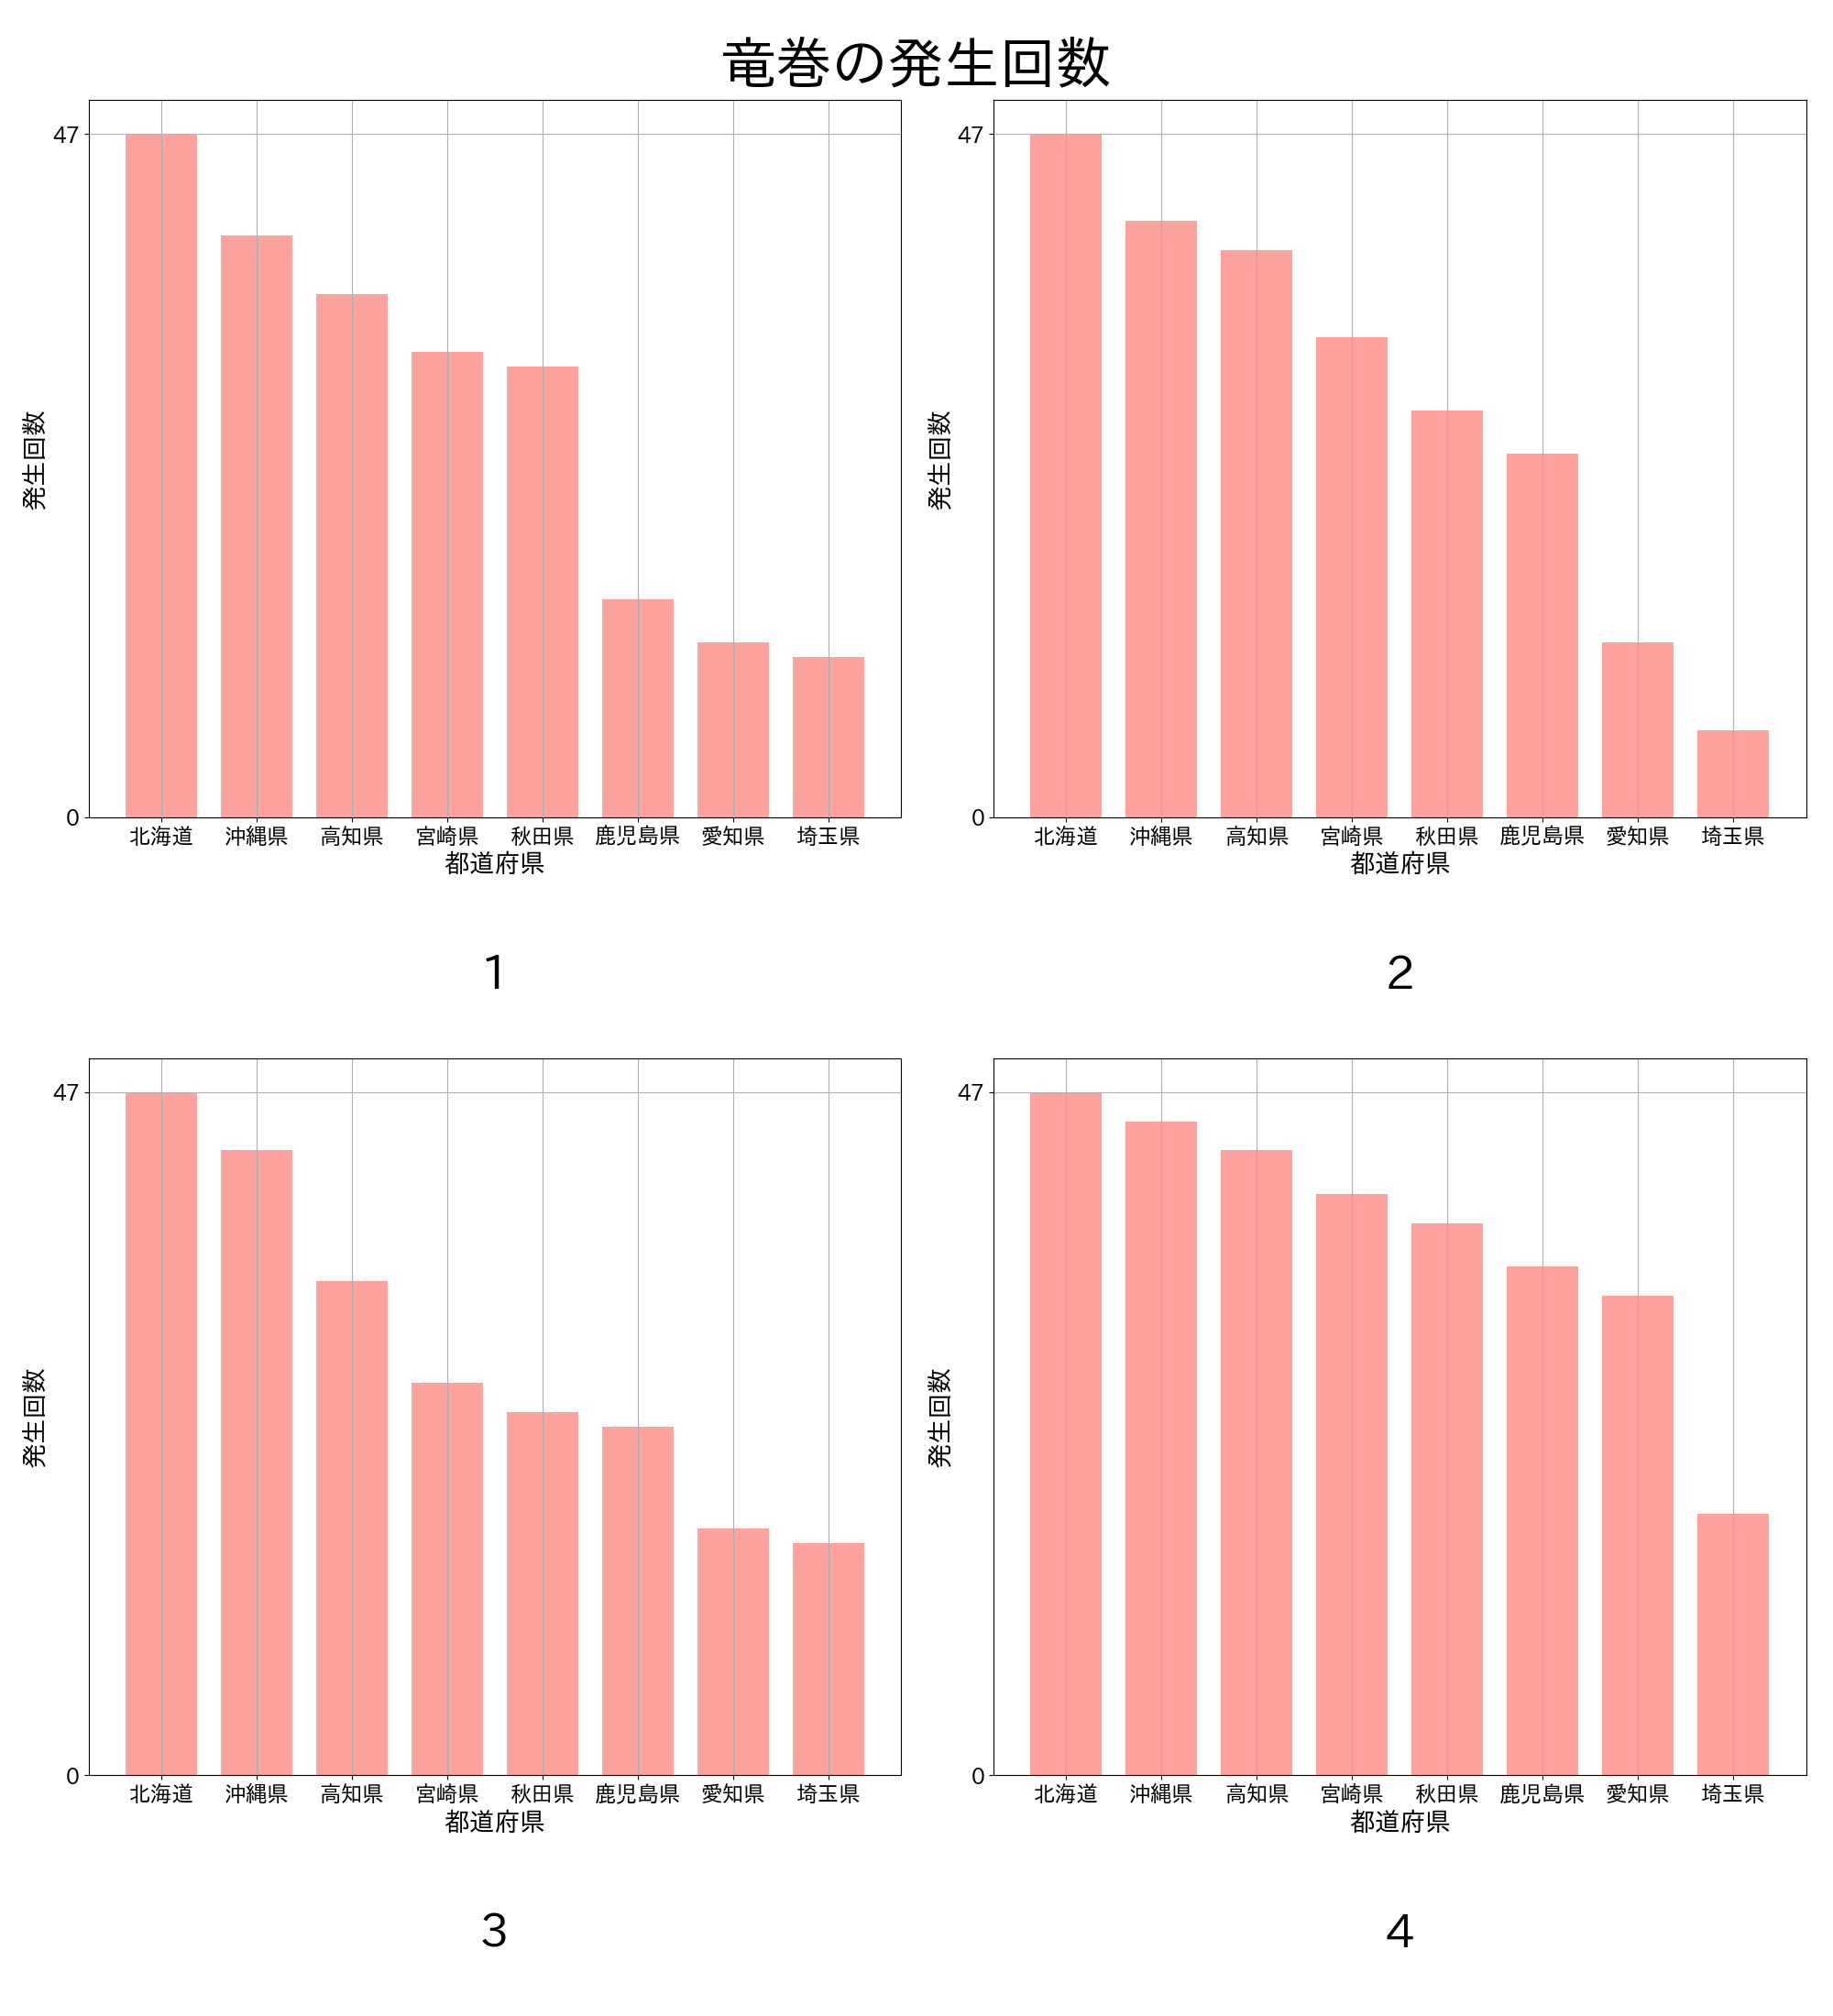 竜巻の発生回数
47
0
発生回数
北海道 沖縄県 高知県 宮崎県 秋田県 鹿児島県 愛知県 埼玉県
都道府県
1
47
0
発生回数
北海道 沖縄県 高知県 宮崎県 秋田県 鹿児島県 愛知県 埼玉県
都道府県
2
47
0
発生回数
北海道 沖縄県 高知県 宮崎県 秋田県 鹿児島県 愛知県 埼玉県
都道府県
3
47
0
発生回数
北海道 沖縄県 高知県 宮崎県 秋田県 鹿児島県 愛知県 埼玉県
都道府県
4